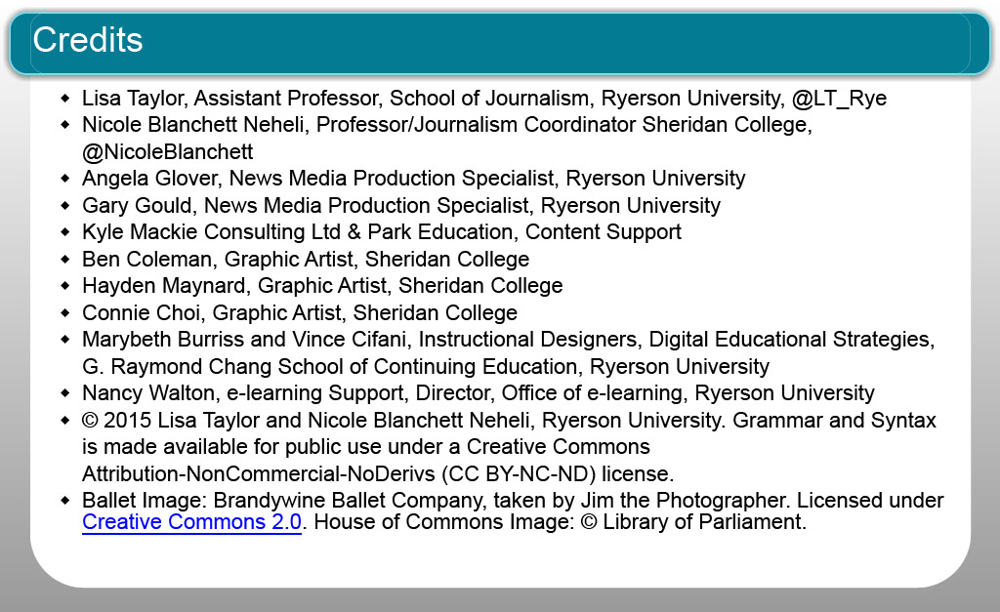 Credits
◆ Lisa Taylor, Assistant Professor, School of Journalism, Ryerson University, @LT_Rye
◆ Nicole Blanchett Neheli, Professor/Journalism Coordinator Sheridan College,
@NicoleBlanchett
◆ Angela Glover, News Media Production Specialist, Ryerson University
◆ Gary Gould, News Media Production Specialist, Ryerson University
◆ Kyle Mackie Consulting Ltd & Park Education, Content Support
◆ Ben Coleman, Graphic Artist, Sheridan College
◆ Hayden Maynard, Graphic Artist, Sheridan College
◆ Connie Choi, Graphic Artist, Sheridan College
◆ Marybeth Burriss and Vince Cifani, Instructional Designers, Digital Educational Strategies,
G. Raymond Chang School of Continuing Education, Ryerson University
◆ Nancy Walton, e-learning Support, Director, Office of e-learning, Ryerson University
◆ © 2015 Lisa Taylor and Nicole Blanchett Neheli, Ryerson University. Grammar and Syntax
is made available for public use under a Creative Commons
Attribution-NonCommercial-NoDerivs (CC BY-NC-ND) license.
◆ Ballet Image: Brandywine Ballet Company, taken by Jim the Photographer. Licensed under
Creative Commons 2.0. House of Commons Image: © Library of Parliament.